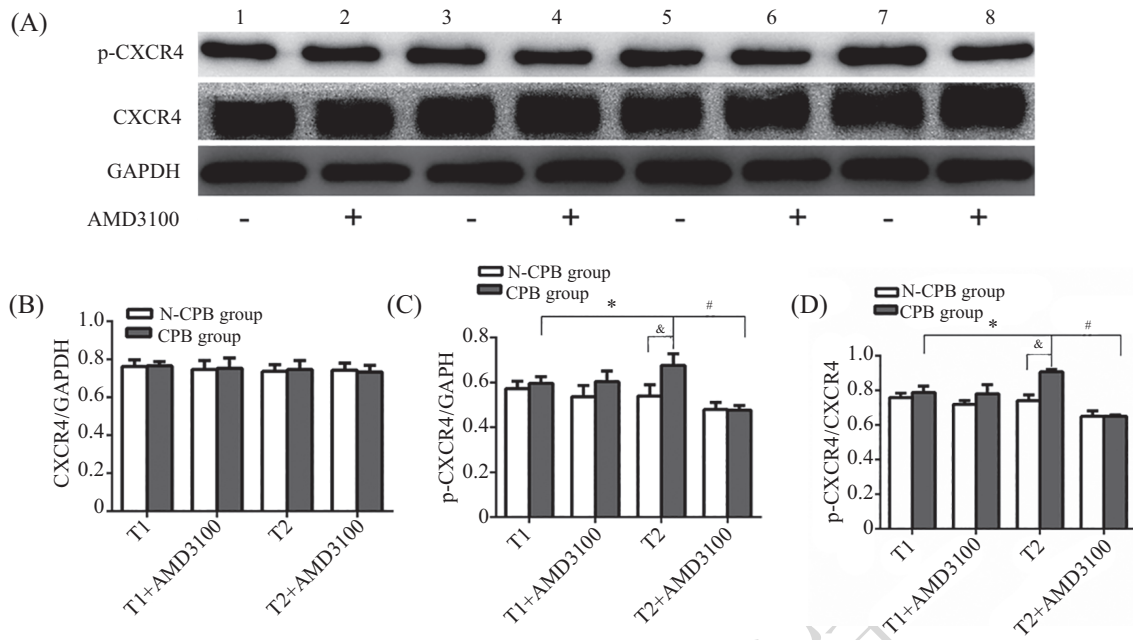 (A)
1 2 3 4 5 6 7 8
p-CXCR4
CXCR4
GAPDH
AMD3100 - + - + - + - +
(B)
N-CPB group
CPB group
CXCR4/GAPDH
1.0
0.8
0.6
0.4
0.2
0
T1
T1+AMD3100
T2
T2+AMD3100
(C)
N-CPB group
CPB group
* #
&
p-CXCR4/GAPH
0.8
0.6
0.4
0.2
0
T1
T1+AMD3100
T2
T2+AMD3100
(D)
N-CPB group
CPB group
* #
&
p-CXCR4/CXCR4
1.0
0.8
0.6
0.4
0.2
0
T1
T1+AMD3100
T2
T2+AMD3100